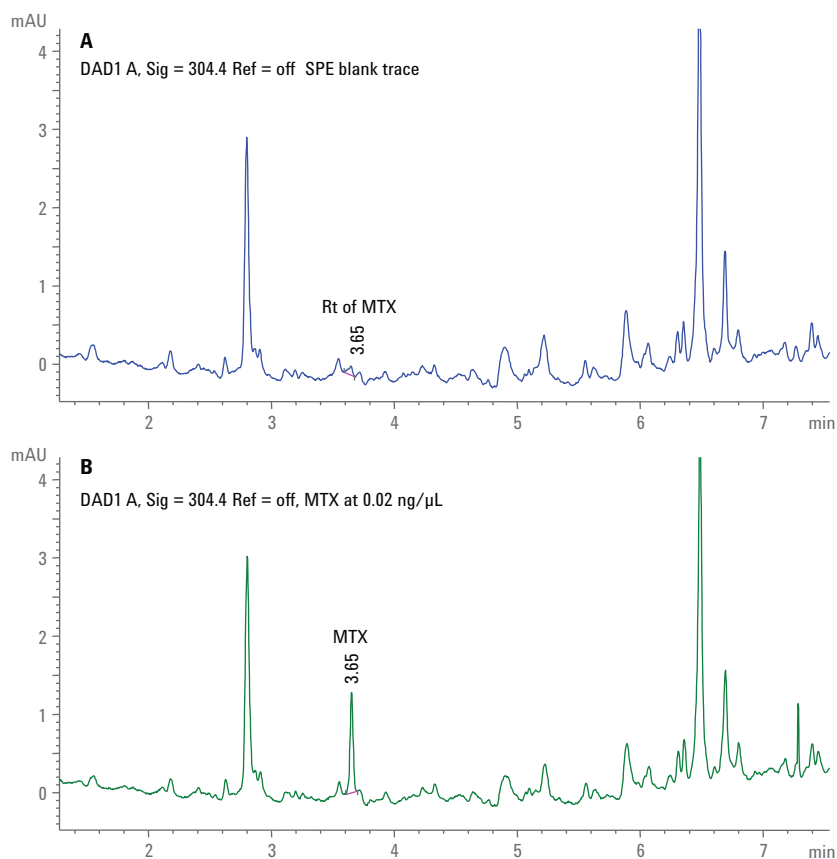 mAU
A
DAD1 A, Sig = 304.4 Ref = off SPE blank trace
4
3
2
1
0
Rt of MTX
3.65
2 3 4 5 6 7 min
mAU
B
DAD1 A, Sig = 304.4 Ref = off, MTX at 0.02 ng/µL
4
3
2
1
0
MTX
3.65
2 3 4 5 6 7 min